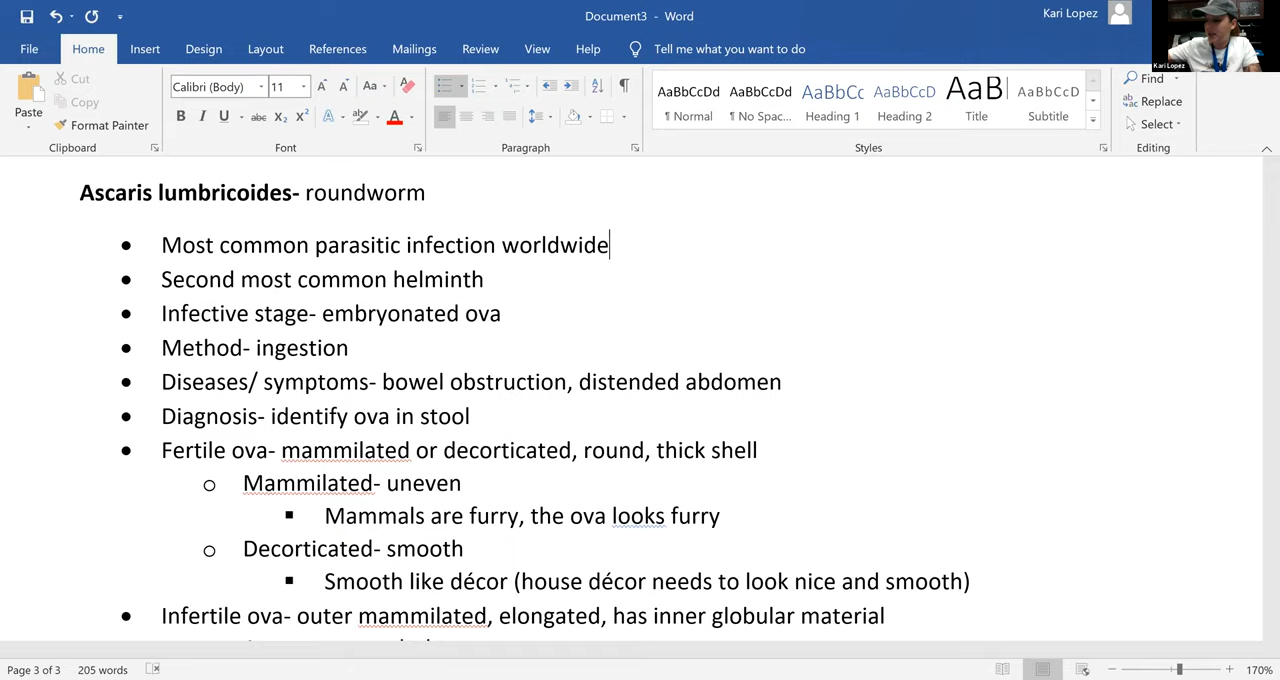 Document3 - Word
Kari Lopez
Kari Lopez
File Home Insert Design Layout References Mailings Review View Help Tell me what you want to do
Paste
Cut
Copy
Format Painter
Clipboard
Calibri (Body) 11
Aa
B I U abc X₂ X² A A
Font
Paragraph
AaBbCcDd AaBbCcDd AaBbCc AaBbCcD AaB AaBbCcD
¶ Normal ¶ No Spac... Heading 1 Heading 2 Title Subtitle
Styles
Find
Replace
Select
Editing
Ascaris lumbricoides- roundworm
• Most common parasitic infection worldwide
• Second most common helminth
• Infective stage- embryonated ova
• Method- ingestion
• Diseases/ symptoms- bowel obstruction, distended abdomen
• Diagnosis- identify ova in stool
• Fertile ova- mammilated or decorticated, round, thick shell
o Mammilated- uneven
▪ Mammals are furry, the ova looks furry
o Decorticated- smooth
▪ Smooth like décor (house décor needs to look nice and smooth)
• Infertile ova- outer mammilated, elongated, has inner globular material
Page 3 of 3 205 words 170%